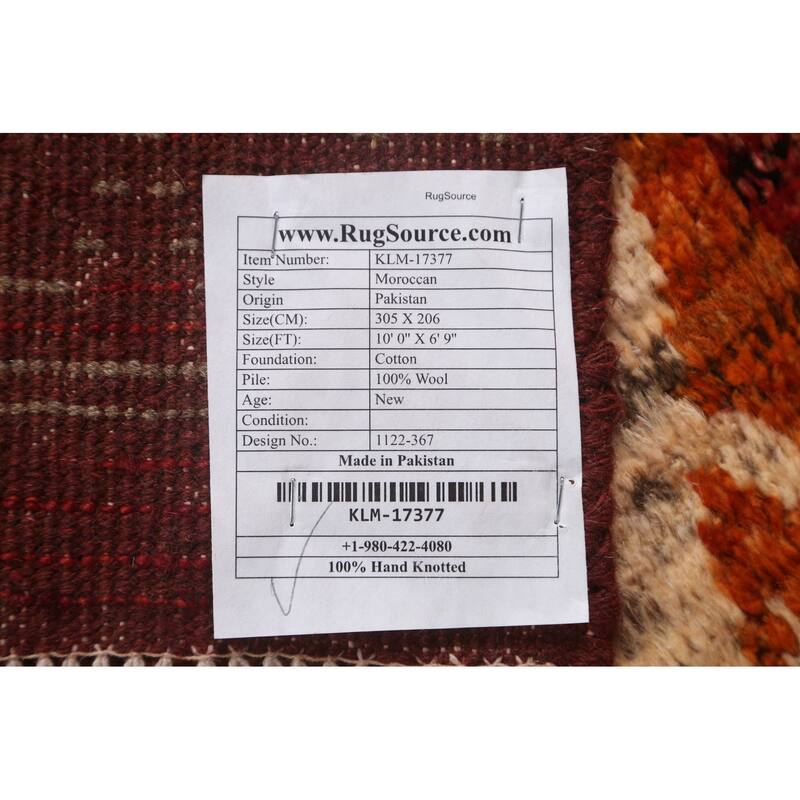 RugSource
www.RugSource.com
Item Number: KLM-17377
Style Moroccan
Origin Pakistan
Size(CM): 305 X 206
Size(FT): 10' 0" X 6' 9"
Foundation: Cotton
Pile: 100% Wool
Age: New
Condition:
Design No.: 1122-367
Made in Pakistan
KLM-17377
+1-980-422-4080
100% Hand Knotted